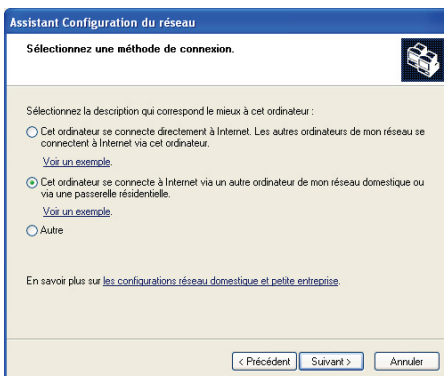 Assistant Configuration du réseau
Sélectionnez une méthode de connexion.
Sélectionnez la description qui correspond le mieux à cet ordinateur :
Cet ordinateur se connecte directement à Internet. Les autres ordinateurs de mon réseau se
connectent à Internet via cet ordinateur.
Voir un exemple.
Cet ordinateur se connecte à Internet via un autre ordinateur de mon réseau domestique ou
via une passerelle résidentielle.
Voir un exemple.
Autre
En savoir plus sur les configurations réseau domestique et petite entreprise.
< Précédent Suivant > Annuler